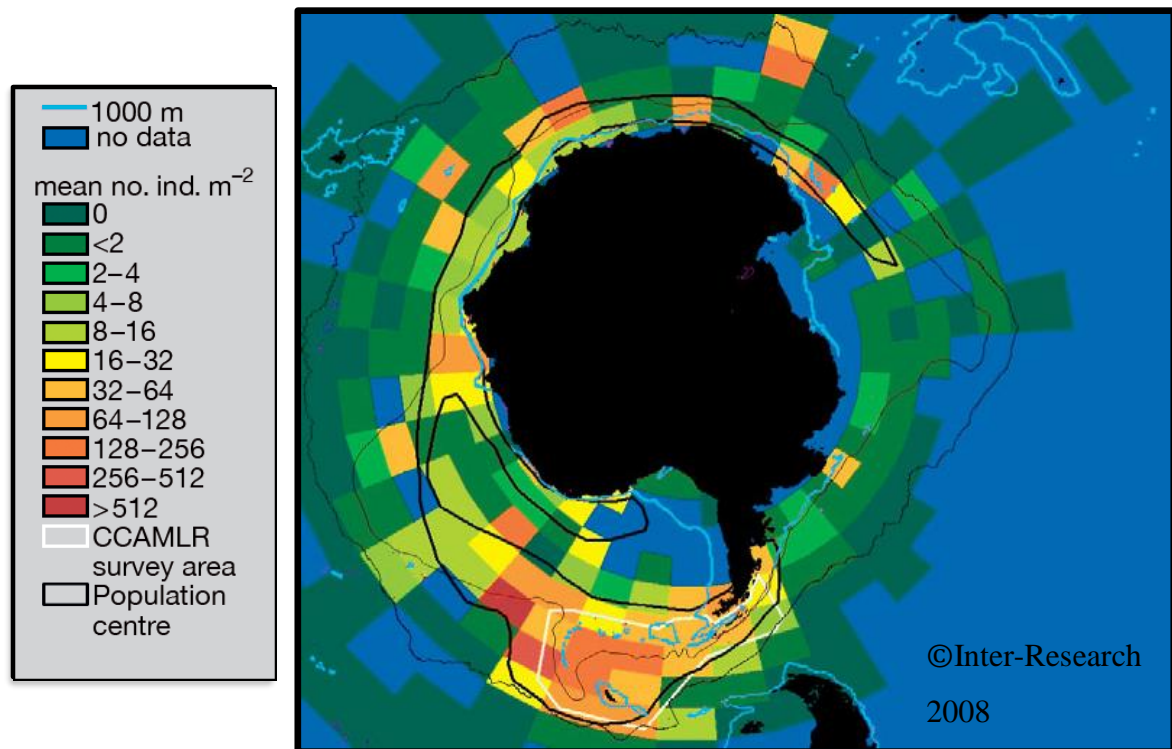 1000 m
no data
mean no. ind. m⁻²
0
<2
2–4
4–8
8–16
16–32
32–64
64–128
128–256
256–512
>512
CCAMLR
survey area
Population
centre
©Inter-Research
2008